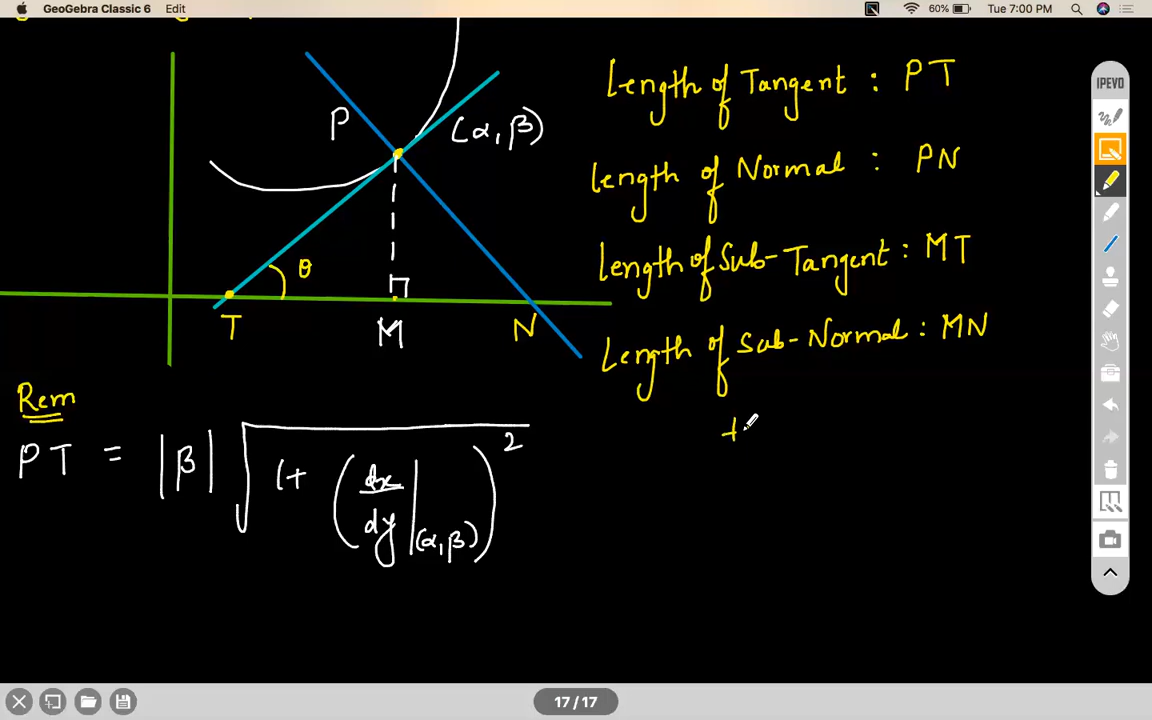 GeoGebra Classic 6 Edit 60% Tue 7:00 PM
IPEVO
Length of Tangent : PT
P (α, β)
Length of Normal : PN
θ
Length of Sub-Tangent : MT
T M N
Length of Sub-Normal : MN
Rem
PT = |β| √(1+ (dx/dy|(α,β))²)
+
17 / 17